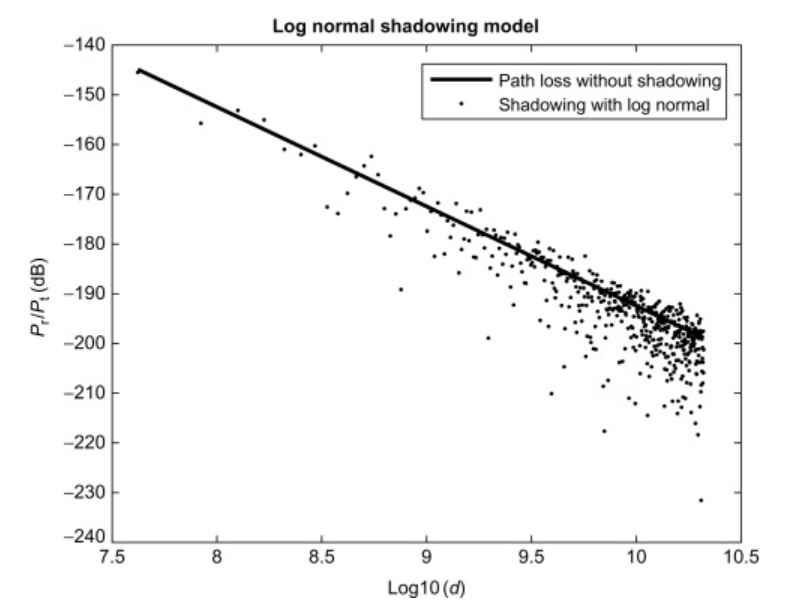 Log normal shadowing model
Path loss without shadowing
Shadowing with log normal
−140
−150
−160
−170
−180
−190
−200
−210
−220
−230
−240
Pr/Pt (dB)
7.5 8 8.5 9 9.5 10 10.5
Log10 (d)